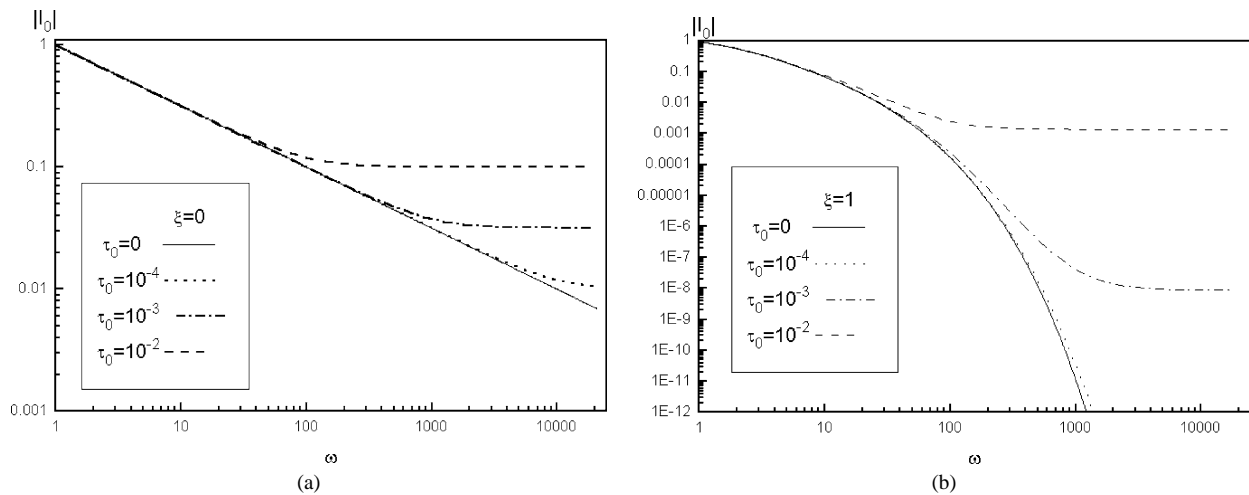 |I₀|
1
0.1
0.01
0.001
1
10
100
1000
10000
ω
ξ=0
τ₀=0
τ₀=10⁻⁴
τ₀=10⁻³
τ₀=10⁻²
(a)
|I₀|
1
0.1
0.01
0.001
0.0001
0.00001
1E-6
1E-7
1E-8
1E-9
1E-10
1E-11
1E-12
1
10
100
1000
10000
ω
ξ=1
τ₀=0
τ₀=10⁻⁴
τ₀=10⁻³
τ₀=10⁻²
(b)